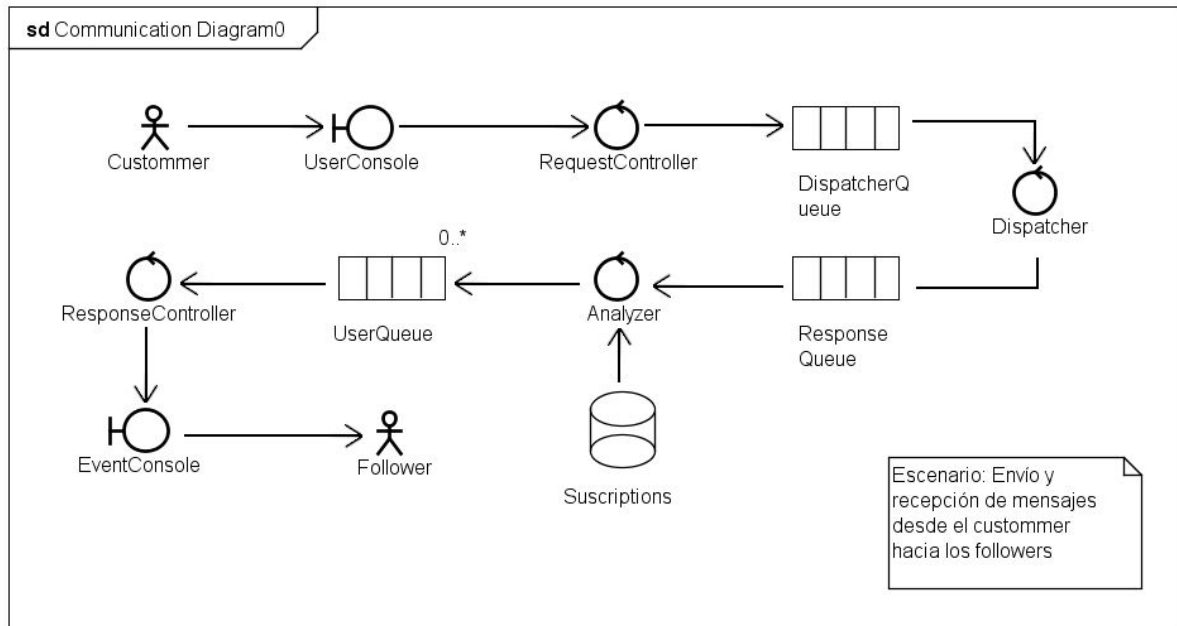 sd Communication Diagram0
Custommer
UserConsole
RequestController
DispatcherQ
ueue
Dispatcher
0..*
ResponseController
UserQueue
Analyzer
Response
Queue
EventConsole
Follower
Suscriptions
Escenario: Envío y
recepción de mensajes
desde el custommer
hacia los followers